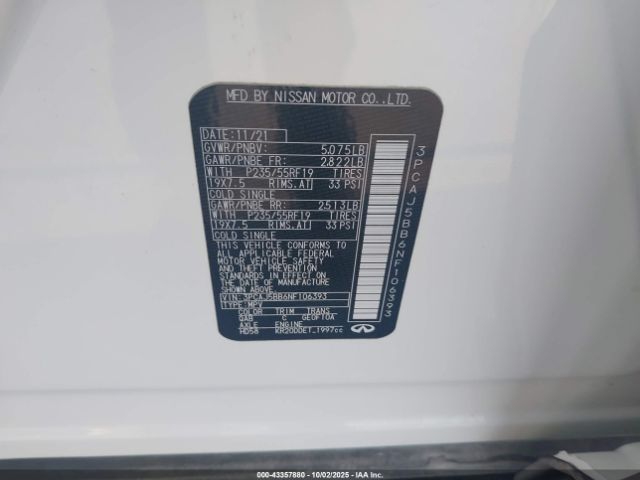 MFD BY NISSAN MOTOR CO.,LTD.
DATE:11/21
GVWR/PNBV: 5,075LB
GAWR/PNBE FR: 2,822LB
WITH P235/55RF19 TIRES
19X7.5 RIMS,AT 33 PSI
COLD SINGLE
GAWR/PNBE RR: 2,513LB
WITH P235/55RF19 TIRES
19X7.5 RIMS,AT 33 PSI
COLD SINGLE
THIS VEHICLE CONFORMS TO
ALL APPLICABLE FEDERAL
MOTOR VEHICLE SAFETY
AND THEFT PREVENTION
STANDARDS IN EFFECT ON
THE DATE OF MANUFACTURE
SHOWN ABOVE.
VIN:3PCAJ5BB6NF106393
TYPE:MPV
COLOR TRIM TRANS
QAB C GE0F10A
AXLE ENGINE
HD58 KR20DDET 1997cc
3PCAJ5BB6NF106393
000-43357880 - 10/02/2025 - IAAI.com